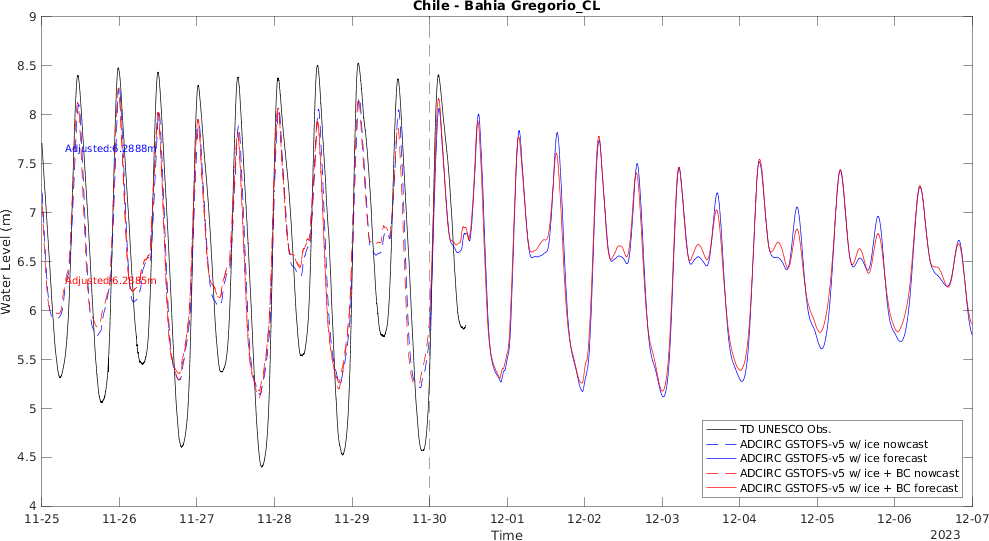 Chile - Bahia Gregorio_CL
Water Level (m)
9
8.5
8
7.5
7
6.5
6
5.5
5
4.5
4
Adjusted:6.2888m
Adjusted:6.2885m
TD UNESCO Obs.
ADCIRC GSTOFS-v5 w/ ice nowcast
ADCIRC GSTOFS-v5 w/ ice forecast
ADCIRC GSTOFS-v5 w/ ice + BC nowcast
ADCIRC GSTOFS-v5 w/ ice + BC forecast
11-25 11-26 11-27 11-28 11-29 11-30 12-01 12-02 12-03 12-04 12-05 12-06 12-07
Time
2023